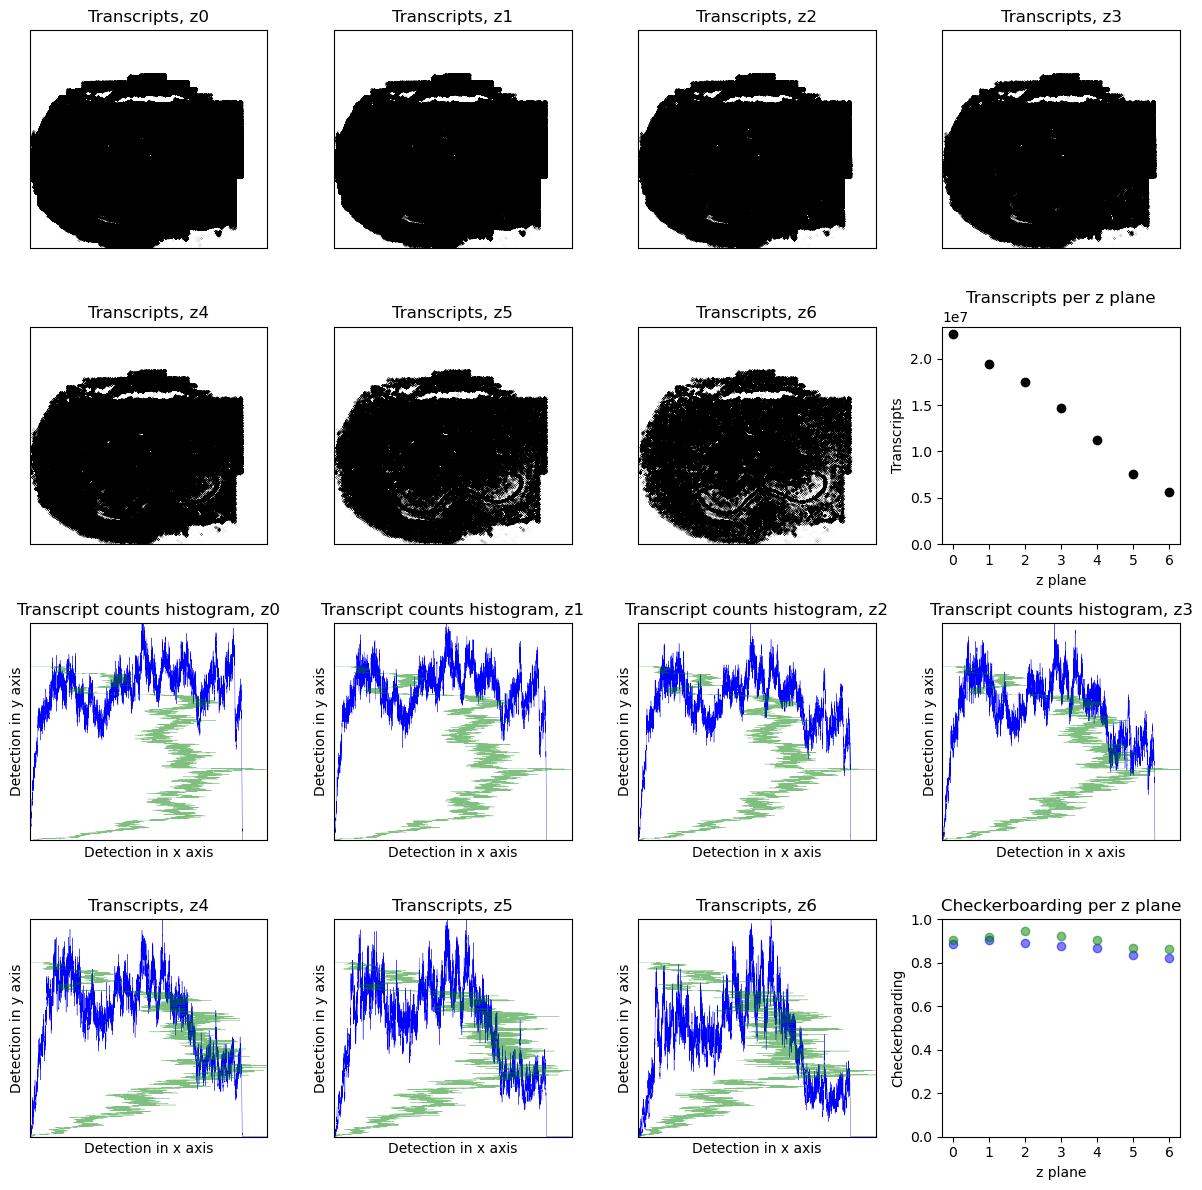 Transcripts, z0
Transcripts, z1
Transcripts, z2
Transcripts, z3
Transcripts, z4
Transcripts, z5
Transcripts, z6
Transcripts per z plane
1e7
Transcripts
2.0
1.5
1.0
0.5
0.0
0 1 2 3 4 5 6
z plane
Transcript counts histogram, z0
Detection in y axis
Detection in x axis
Transcript counts histogram, z1
Detection in y axis
Detection in x axis
Transcript counts histogram, z2
Detection in y axis
Detection in x axis
Transcript counts histogram, z3
Detection in y axis
Detection in x axis
Transcripts, z4
Detection in y axis
Detection in x axis
Transcripts, z5
Detection in y axis
Detection in x axis
Transcripts, z6
Detection in y axis
Detection in x axis
Checkerboarding per z plane
Checkerboarding
1.0
0.8
0.6
0.4
0.2
0.0
0 1 2 3 4 5 6
z plane